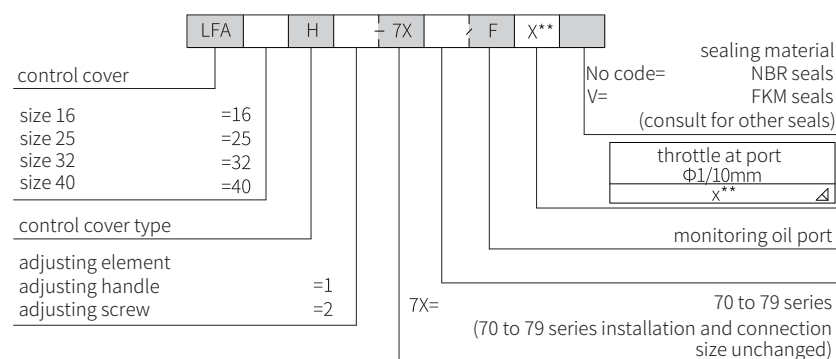 LFA H - 7X / F X**
control cover
size 16 =16
size 25 =25
size 32 =32
size 40 =40
control cover type
adjusting element
adjusting handle =1
adjusting screw =2
sealing material
No code= NBR seals
V= FKM seals
(consult for other seals)
throttle at port
Φ1/10mm
x**
monitoring oil port
7X= 70 to 79 series
(70 to 79 series installation and connection
size unchanged)